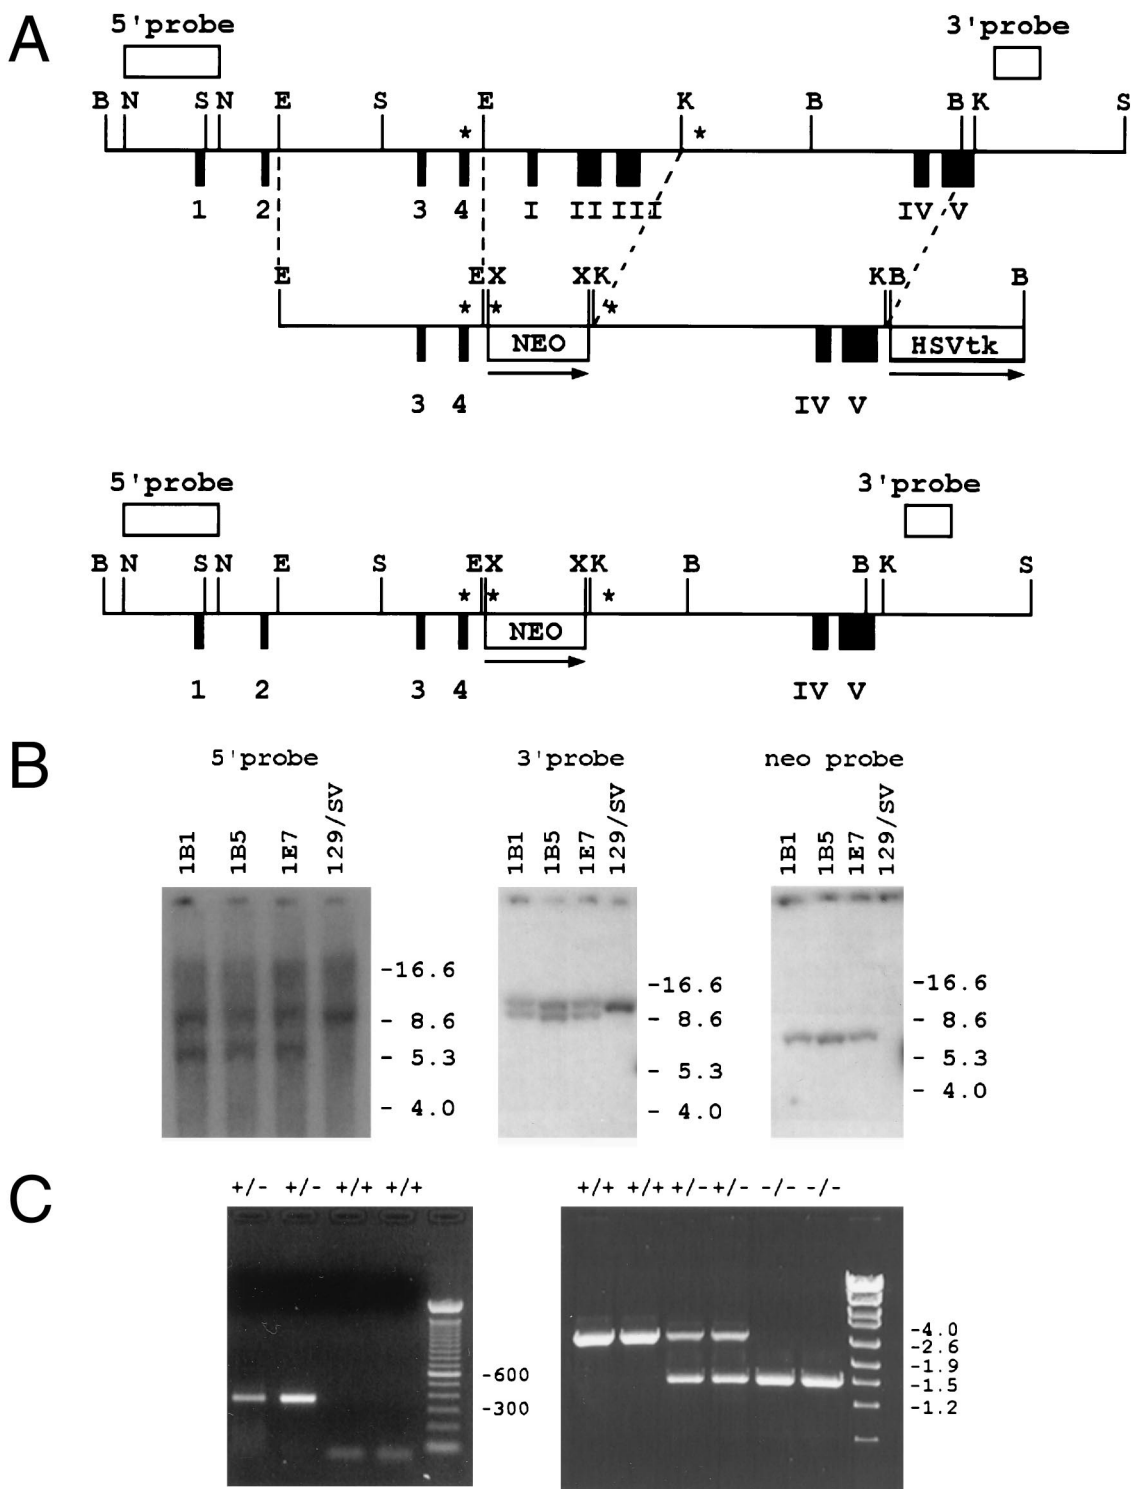 A
5'probe 3'probe
B N S N E S E K B B K S
* *
1 2 3 4 I II III IV V
E E X X K K B B
* * *
NEO HSVtk
3 4 IV V
5'probe 3'probe
B N S N E S E X X K B B K S
* * *
NEO
1 2 3 4 IV V
B
5'probe 3'probe neo probe
1B1 1B5 1E7 129/SV 1B1 1B5 1E7 129/SV 1B1 1B5 1E7 129/SV
-16.6 -16.6 -16.6
- 8.6 - 8.6 - 8.6
- 5.3 - 5.3 - 5.3
- 4.0 - 4.0 - 4.0
C
+/- +/- +/+ +/+ +/+ +/+ +/- +/- -/- -/-
-600
-300
-4.0
-2.6
-1.9
-1.5
-1.2